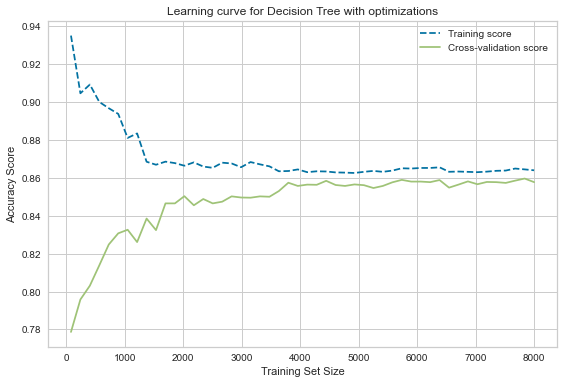 Learning curve for Decision Tree with optimizations
Training score
Cross-validation score
Accuracy Score
0.94
0.92
0.90
0.88
0.86
0.84
0.82
0.80
0.78
0 1000 2000 3000 4000 5000 6000 7000 8000
Training Set Size